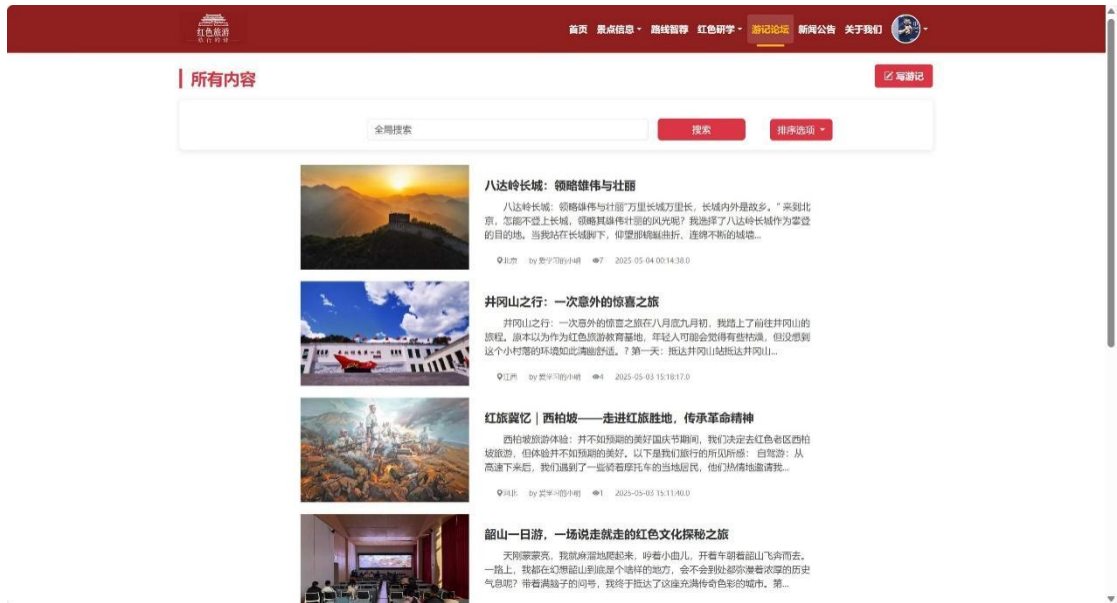 红色旅游
首页 景点信息 路线智荐 红色研学 游记论坛 新闻公告 关于我们
所有内容
写游记
全局搜索
搜索
排序选项
八达岭长城：领略雄伟与壮丽
八达岭长城：领略雄伟与壮丽"万里长城万里长，长城内外是故乡。"来到北
京，怎能不登上长城，领略其雄伟壮丽的风光呢？我选择了八达岭长城作为攀登
的目的地。当我站在长城脚下，仰望那蜿蜒曲折、连绵不断的城墙...
北京 by 爱学习的小明 7 2025-05-04 00:14:38.0
井冈山之行：一次意外的惊喜之旅
井冈山之行：一次意外的惊喜之旅在八月底九月初，我踏上了前往井冈山的
旅程。原本以为作为红色旅游教育基地，年轻人可能会觉得有些枯燥，但没想到
这个小村落的环境如此清幽舒适。? 第一天：抵达井冈山站抵达井冈山...
江西 by 爱学习的小明 4 2025-05-03 15:18:17.0
红旅冀忆｜西柏坡——走进红旅胜地，传承革命精神
西柏坡旅游体验：并不如预期的美好国庆节期间，我们决定去红色老区西柏
坡旅游，但体验并不如预期的美好。以下是我们旅行的所见所感： 自驾游：从
高速下来后，我们遇到了一些骑着摩托车的当地居民，他们热情地邀请我...
河北 by 爱学习的小明 1 2025-05-03 15:11:40.0
韶山一日游，一场说走就走的红色文化探秘之旅
天刚蒙蒙亮，我就麻溜地爬起来，哼着小曲儿，开着车朝着韶山飞奔而去。
一路上，我都在幻想韶山到底是个啥样的地方，会不会到处都弥漫着浓厚的历史
气息呢？带着满脑子的问号，我终于抵达了这座充满传奇色彩的城市。第...